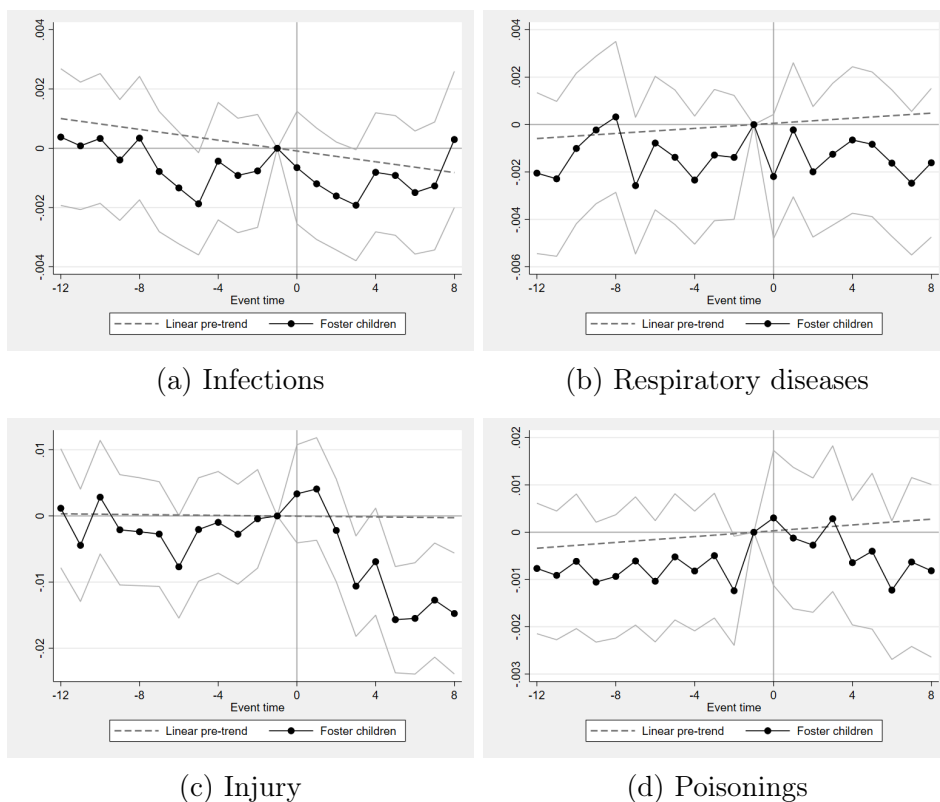 .004
.002
0
-.002
-.004
-12 -8 -4 0 4 8
Event time
Linear pre-trend Foster children
(a) Infections
.004
.002
0
-.002
-.004
-.006
-12 -8 -4 0 4 8
Event time
Linear pre-trend Foster children
(b) Respiratory diseases
.01
0
-.01
-.02
-12 -8 -4 0 4 8
Event time
Linear pre-trend Foster children
(c) Injury
.002
.001
0
-.001
-.002
-.003
-12 -8 -4 0 4 8
Event time
Linear pre-trend Foster children
(d) Poisonings